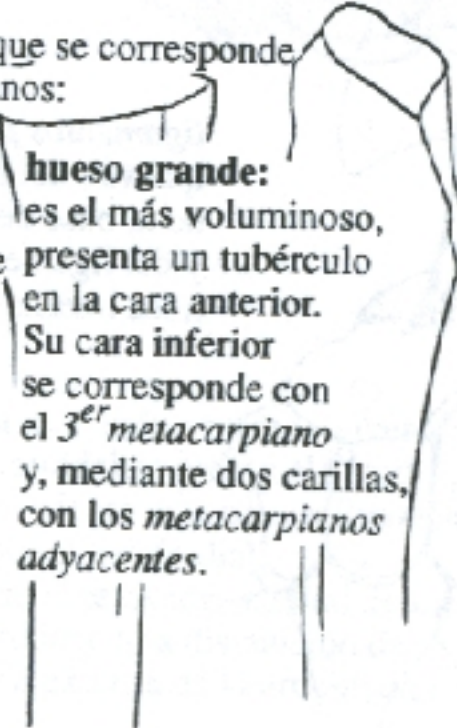 que se corresponde
nos:
hueso grande:
es el más voluminoso,
e presenta un tubérculo
en la cara anterior.
Su cara inferior
se corresponde con
el 3er metacarpiano
y, mediante dos carillas,
con los metacarpianos
adyacentes.